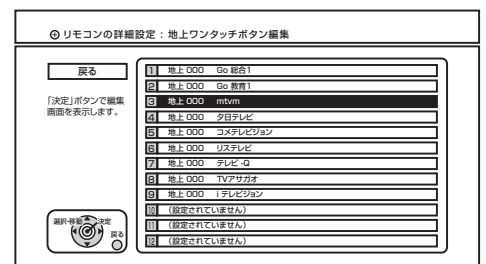 リモコンの詳細設定:地上ワンタッチボタン編集
戻る
「決定」ボタンで編集
画面を表示します。
1 地上 000 Go 総合1
2 地上 000 Go 教育1
3 地上 000 mtvm
4 地上 000 夕日テレビ
5 地上 000 コメテレビジョン
6 地上 000 リステレビ
7 地上 000 テレビ -Q
8 地上 000 TVアサガオ
9 地上 000 i テレビジョン
10 (設定されていません)
11 (設定されていません)
12 (設定されていません)
選択・移動 決定
戻る